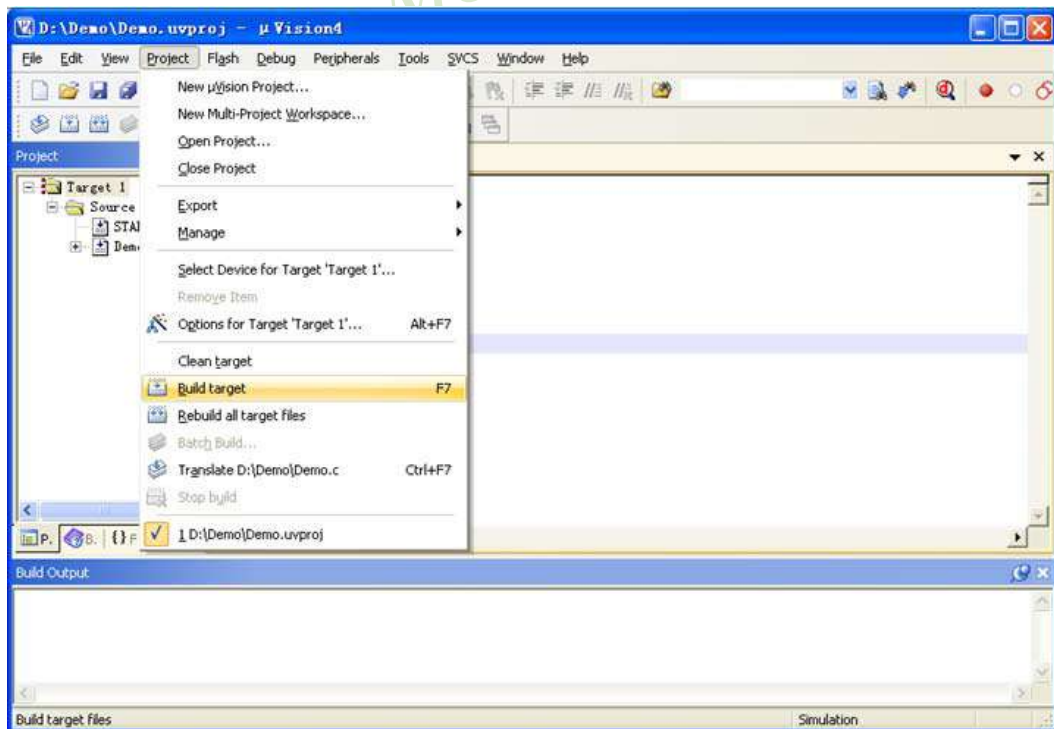 D:\Demo\Demo.uvproj - µVision4
File Edit View Project Flash Debug Peripherals Tools SVCS Window Help
New µVision Project...
New Multi-Project Workspace...
Open Project...
Close Project
Export
Manage
Select Device for Target 'Target 1'...
Remove Item
Options for Target 'Target 1'... Alt+F7
Clean target
Build target F7
Rebuild all target files
Batch Build...
Translate D:\Demo\Demo.c Ctrl+F7
Stop build
1 D:\Demo\Demo.uvproj
Project
Target 1
Source
STA
Demo
P. B. {} F
Build Output
Build target files Simulation